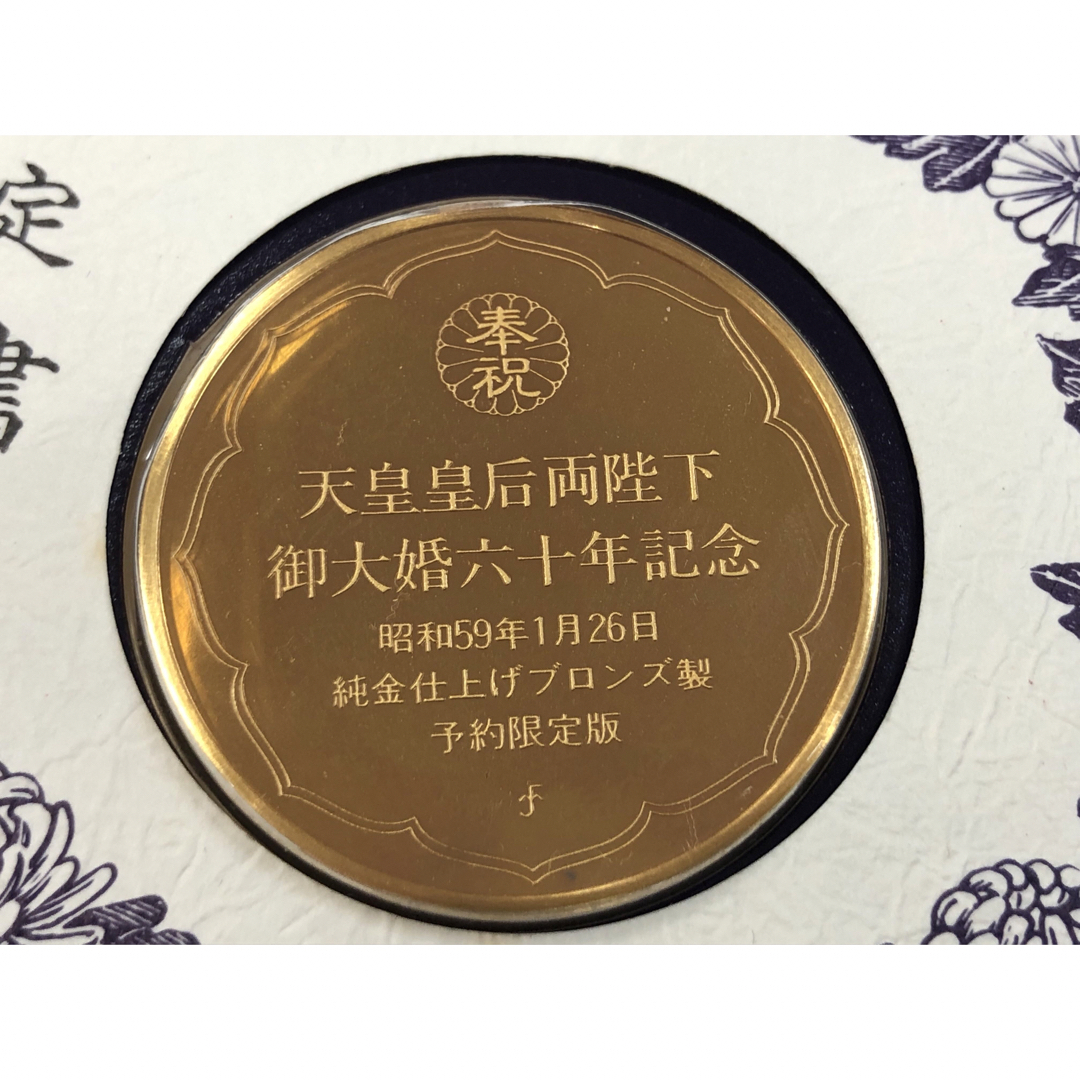 定
書
奉
祝
天皇皇后両陛下
御大婚六十年記念
昭和59年1月26日
純金仕上げブロンズ製
予約限定版